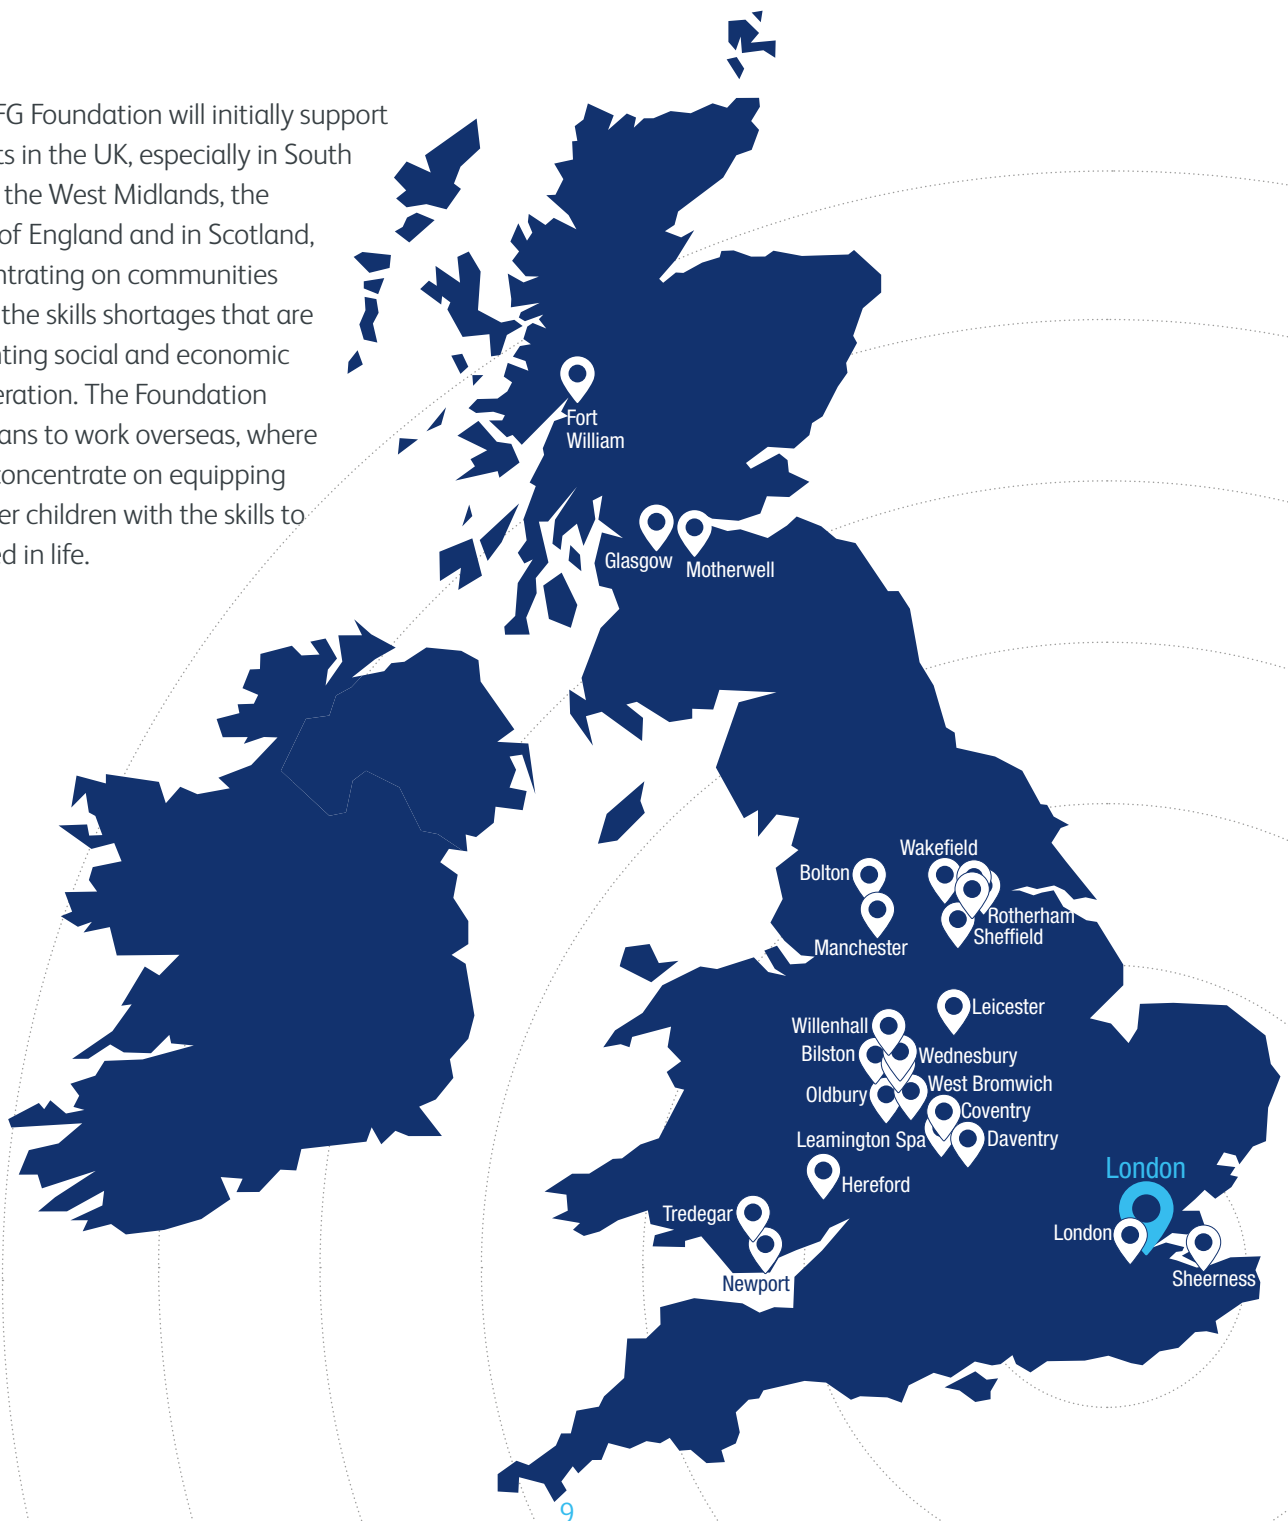 FG Foundation will initially support
ts in the UK, especially in South
the West Midlands, the
of England and in Scotland,
ntrating on communities
the skills shortages that are
nting social and economic
eration. The Foundation
ans to work overseas, where
concentrate on equipping
er children with the skills to
ed in life.
Fort
William
Glasgow
Motherwell
Wakefield
Bolton
Rotherham
Sheffield
Manchester
Leicester
Willenhall
Bilston
Wednesbury
West Bromwich
Oldbury
Coventry
Leamington Spa
Daventry
London
Hereford
Tredegar
London
Newport
Sheerness
9